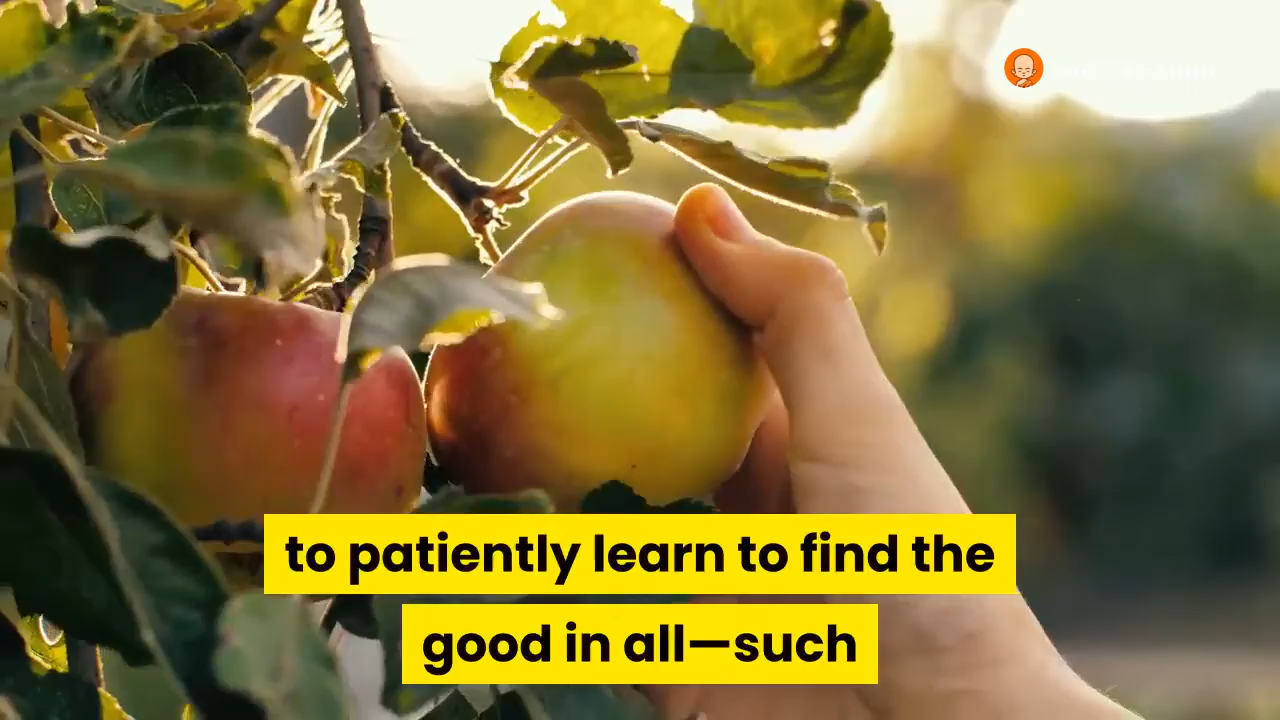 to patiently learn to find the
good in all—such